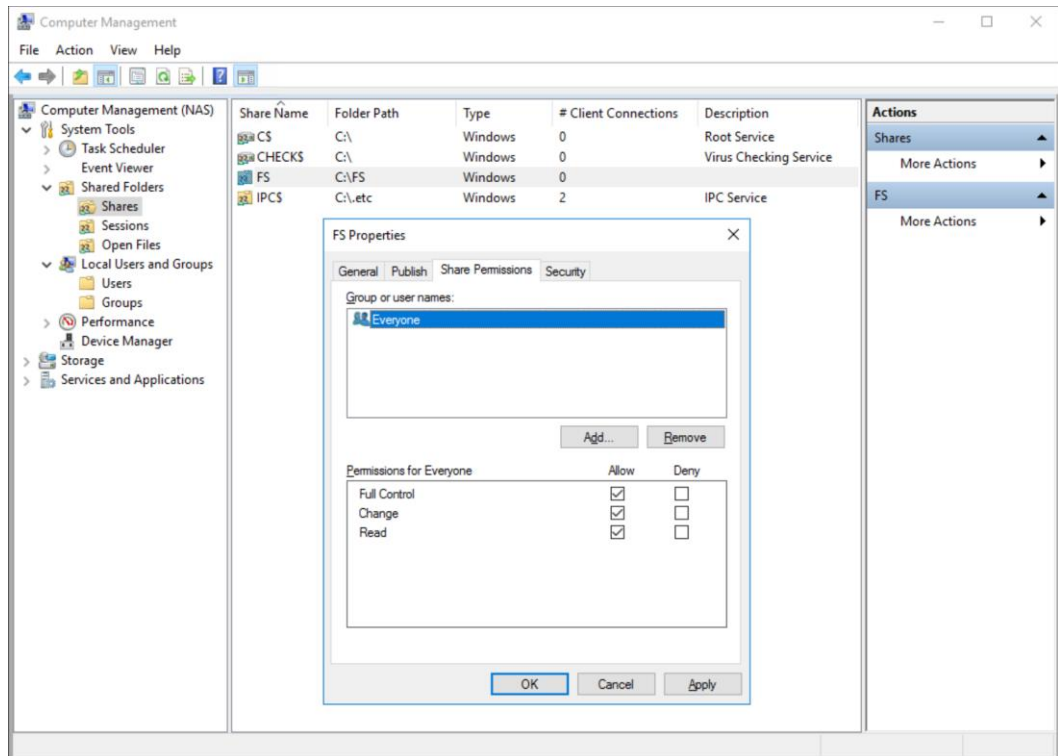 Computer Management
File Action View Help
Computer Management (NAS)
System Tools
Task Scheduler
Event Viewer
Shared Folders
Shares
Sessions
Open Files
Local Users and Groups
Users
Groups
Performance
Device Manager
Storage
Services and Applications
Share Name Folder Path Type # Client Connections Description
C$ C:\ Windows 0 Root Service
CHECK$ C:\ Windows 0 Virus Checking Service
FS C:\FS Windows 0
IPC$ C:\.etc Windows 2 IPC Service
FS Properties
General Publish Share Permissions Security
Group or user names:
Everyone
Add... Remove
Permissions for Everyone Allow Deny
Full Control
Change
Read
OK Cancel Apply
Actions
Shares
More Actions
FS
More Actions